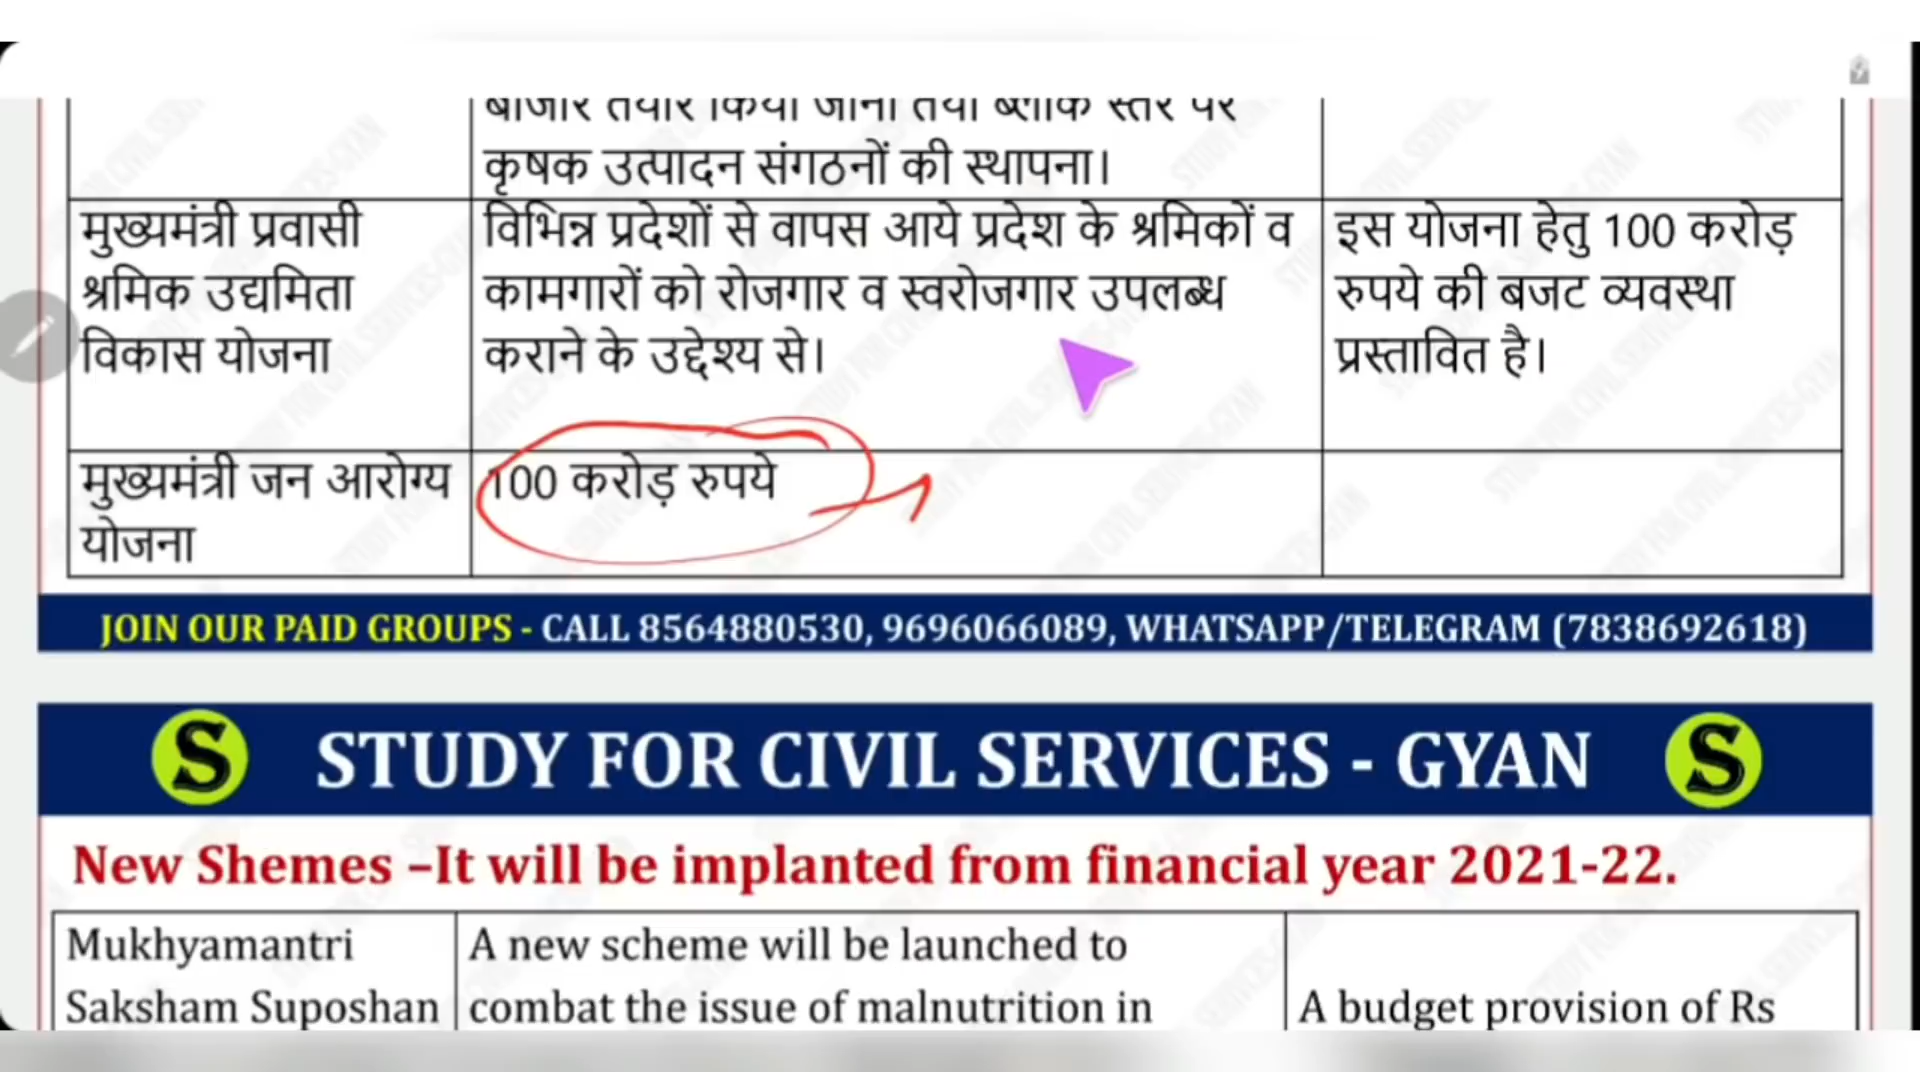 बाजार तैयार किया जाना तथा ब्लाक स्तर पर
कृषक उत्पादन संगठनों की स्थापना।
मुख्यमंत्री प्रवासी
श्रमिक उद्यमिता
विकास योजना
विभिन्न प्रदेशों से वापस आये प्रदेश के श्रमिकों व
कामगारों को रोजगार व स्वरोजगार उपलब्ध
कराने के उद्देश्य से।
इस योजना हेतु 100 करोड़
रुपये की बजट व्यवस्था
प्रस्तावित है।
मुख्यमंत्री जन आरोग्य
योजना
100 करोड़ रुपये
JOIN OUR PAID GROUPS - CALL 8564880530, 9696066089, WHATSAPP/TELEGRAM (7838692618)
S STUDY FOR CIVIL SERVICES - GYAN S
New Shemes –It will be implanted from financial year 2021-22.
Mukhyamantri
Saksham Suposhan
A new scheme will be launched to
combat the issue of malnutrition in
A budget provision of Rs